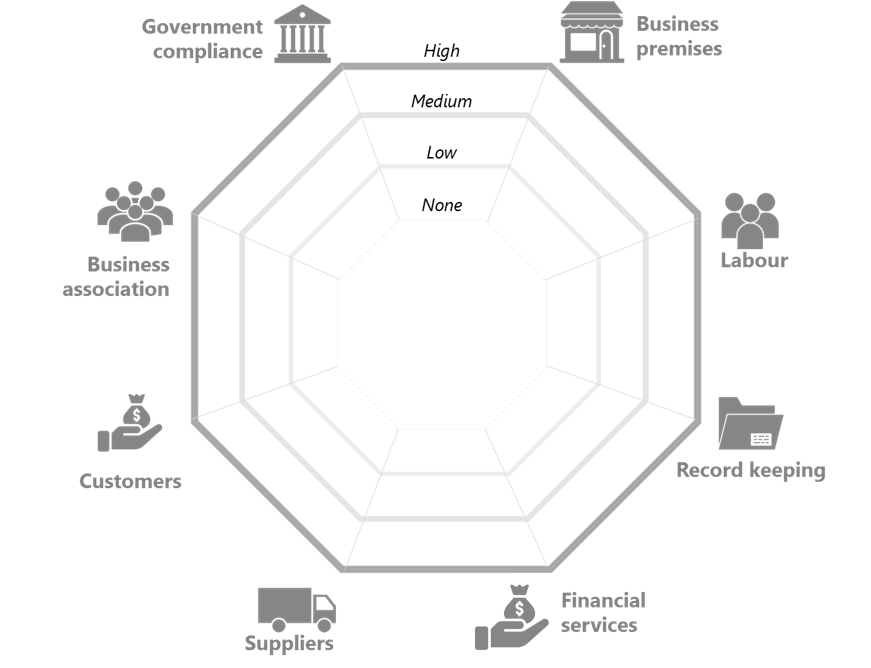 Government
compliance
Business
premises
High
Medium
Low
None
Business
association
Labour
$
Customers
Record keeping
$
Financial
services
Suppliers